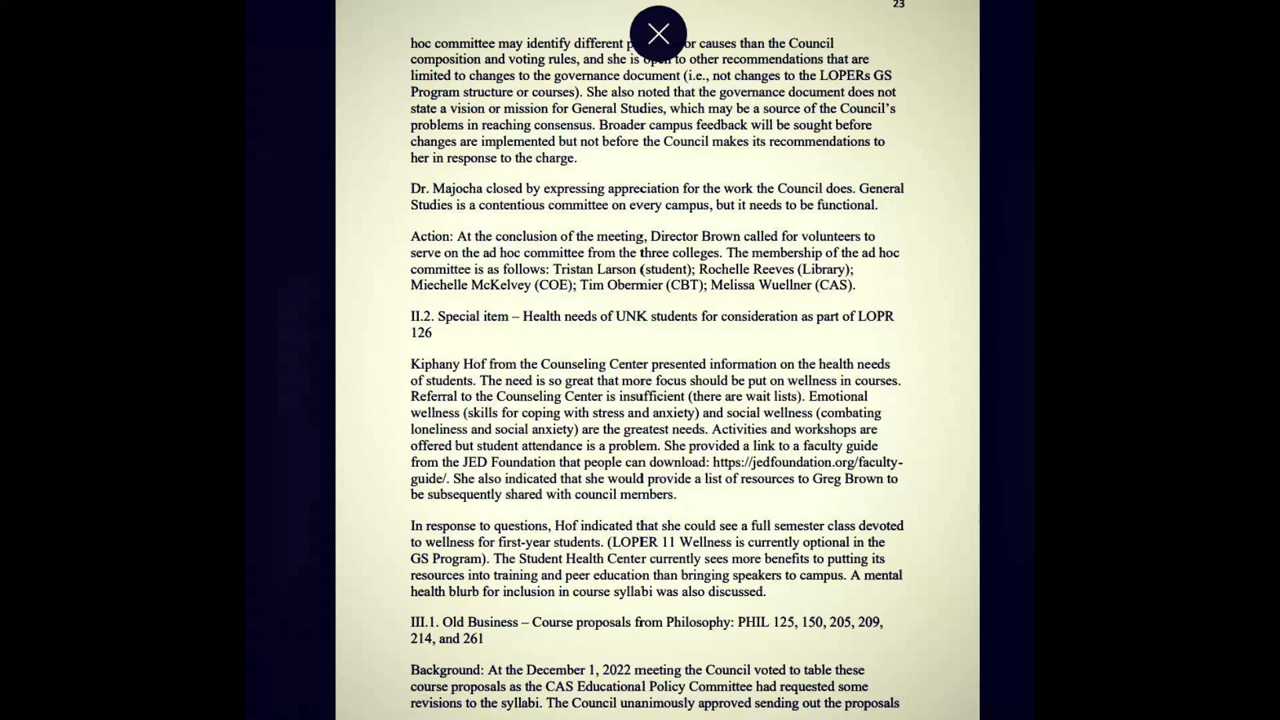 23
hoc committee may identify different or causes than the Council
composition and voting rules, and she is open to other recommendations that are
limited to changes to the governance document (i.e., not changes to the LOPERs GS
Program structure or courses). She also noted that the governance document does not
state a vision or mission for General Studies, which may be a source of the Council's
problems in reaching consensus. Broader campus feedback will be sought before
changes are implemented but not before the Council makes its recommendations to
her in response to the charge.
Dr. Majocha closed by expressing appreciation for the work the Council does. General
Studies is a contentious committee on every campus, but it needs to be functional.
Action: At the conclusion of the meeting, Director Brown called for volunteers to
serve on the ad hoc committee from the three colleges. The membership of the ad hoc
committee is as follows: Tristan Larson (student); Rochelle Reeves (Library);
Miechelle McKelvey (COE); Tim Obermier (CBT); Melissa Wuellner (CAS).
II.2. Special item – Health needs of UNK students for consideration as part of LOPR
126
Kiphany Hof from the Counseling Center presented information on the health needs
of students. The need is so great that more focus should be put on wellness in courses.
Referral to the Counseling Center is insufficient (there are wait lists). Emotional
wellness (skills for coping with stress and anxiety) and social wellness (combating
loneliness and social anxiety) are the greatest needs. Activities and workshops are
offered but student attendance is a problem. She provided a link to a faculty guide
from the JED Foundation that people can download: https://jedfoundation.org/faculty-
guide/. She also indicated that she would provide a list of resources to Greg Brown to
be subsequently shared with council members.
In response to questions, Hof indicated that she could see a full semester class devoted
to wellness for first-year students. (LOPER 11 Wellness is currently optional in the
GS Program). The Student Health Center currently sees more benefits to putting its
resources into training and peer education than bringing speakers to campus. A mental
health blurb for inclusion in course syllabi was also discussed.
III.1. Old Business – Course proposals from Philosophy: PHIL 125, 150, 205, 209,
214, and 261
Background: At the December 1, 2022 meeting the Council voted to table these
course proposals as the CAS Educational Policy Committee had requested some
revisions to the syllabi. The Council unanimously approved sending out the proposals